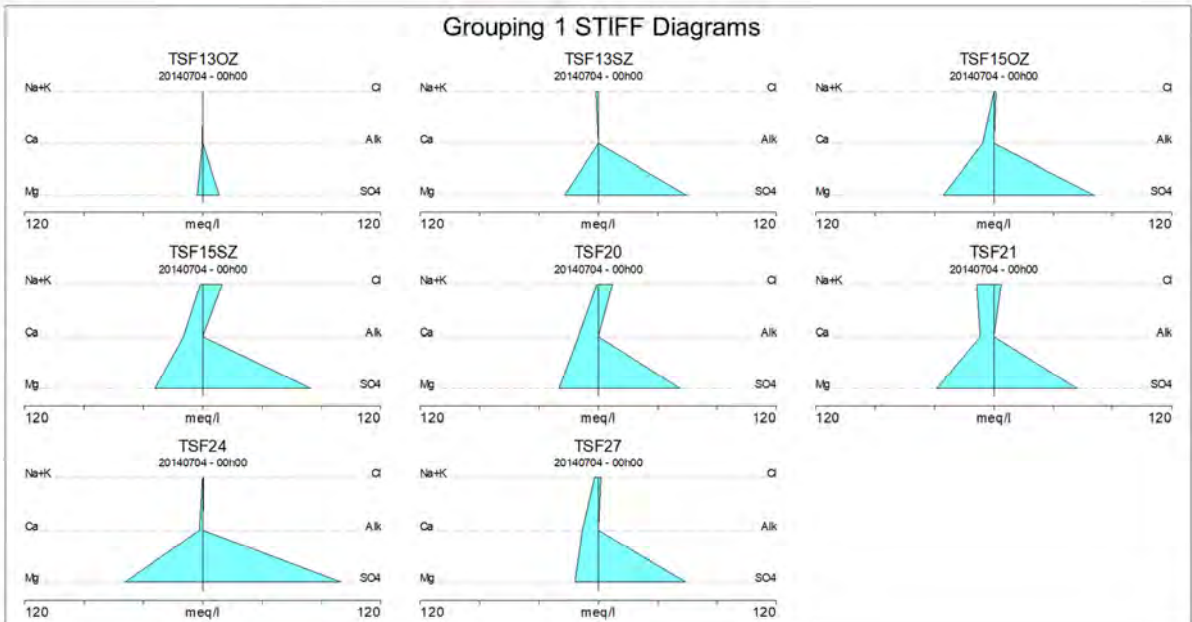 Grouping 1 STIFF Diagrams
TSF13OZ
20140704 - 00h00
Na+K Cl
Ca Alk
Mg SO4
120 meq/l 120
TSF13SZ
20140704 - 00h00
Na+K Cl
Ca Alk
Mg SO4
120 meq/l 120
TSF15OZ
20140704 - 00h00
Na+K Cl
Ca Alk
Mg SO4
120 meq/l 120
TSF15SZ
20140704 - 00h00
Na+K Cl
Ca Alk
Mg SO4
120 meq/l 120
TSF20
20140704 - 00h00
Na+K Cl
Ca Alk
Mg SO4
120 meq/l 120
TSF21
20140704 - 00h00
Na+K Cl
Ca Alk
Mg SO4
120 meq/l 120
TSF24
20140704 - 00h00
Na+K Cl
Ca Alk
Mg SO4
120 meq/l 120
TSF27
20140704 - 00h00
Na+K Cl
Ca Alk
Mg SO4
120 meq/l 120